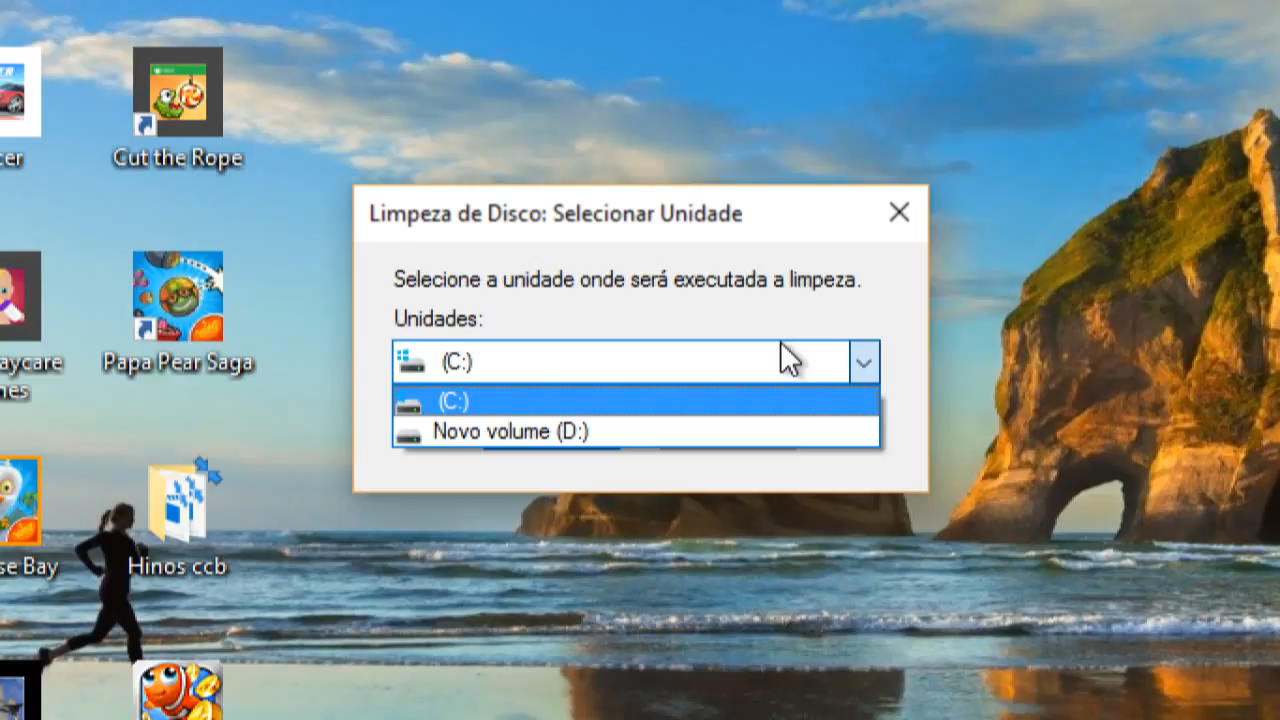 cer
Cut the Rope
Limpeza de Disco: Selecionar Unidade
Selecione a unidade onde será executada a limpeza.
Unidades:
(C:)
(C:)
Novo volume (D:)
aycare
nes
Papa Pear Saga
se Bay
Hinos ccb